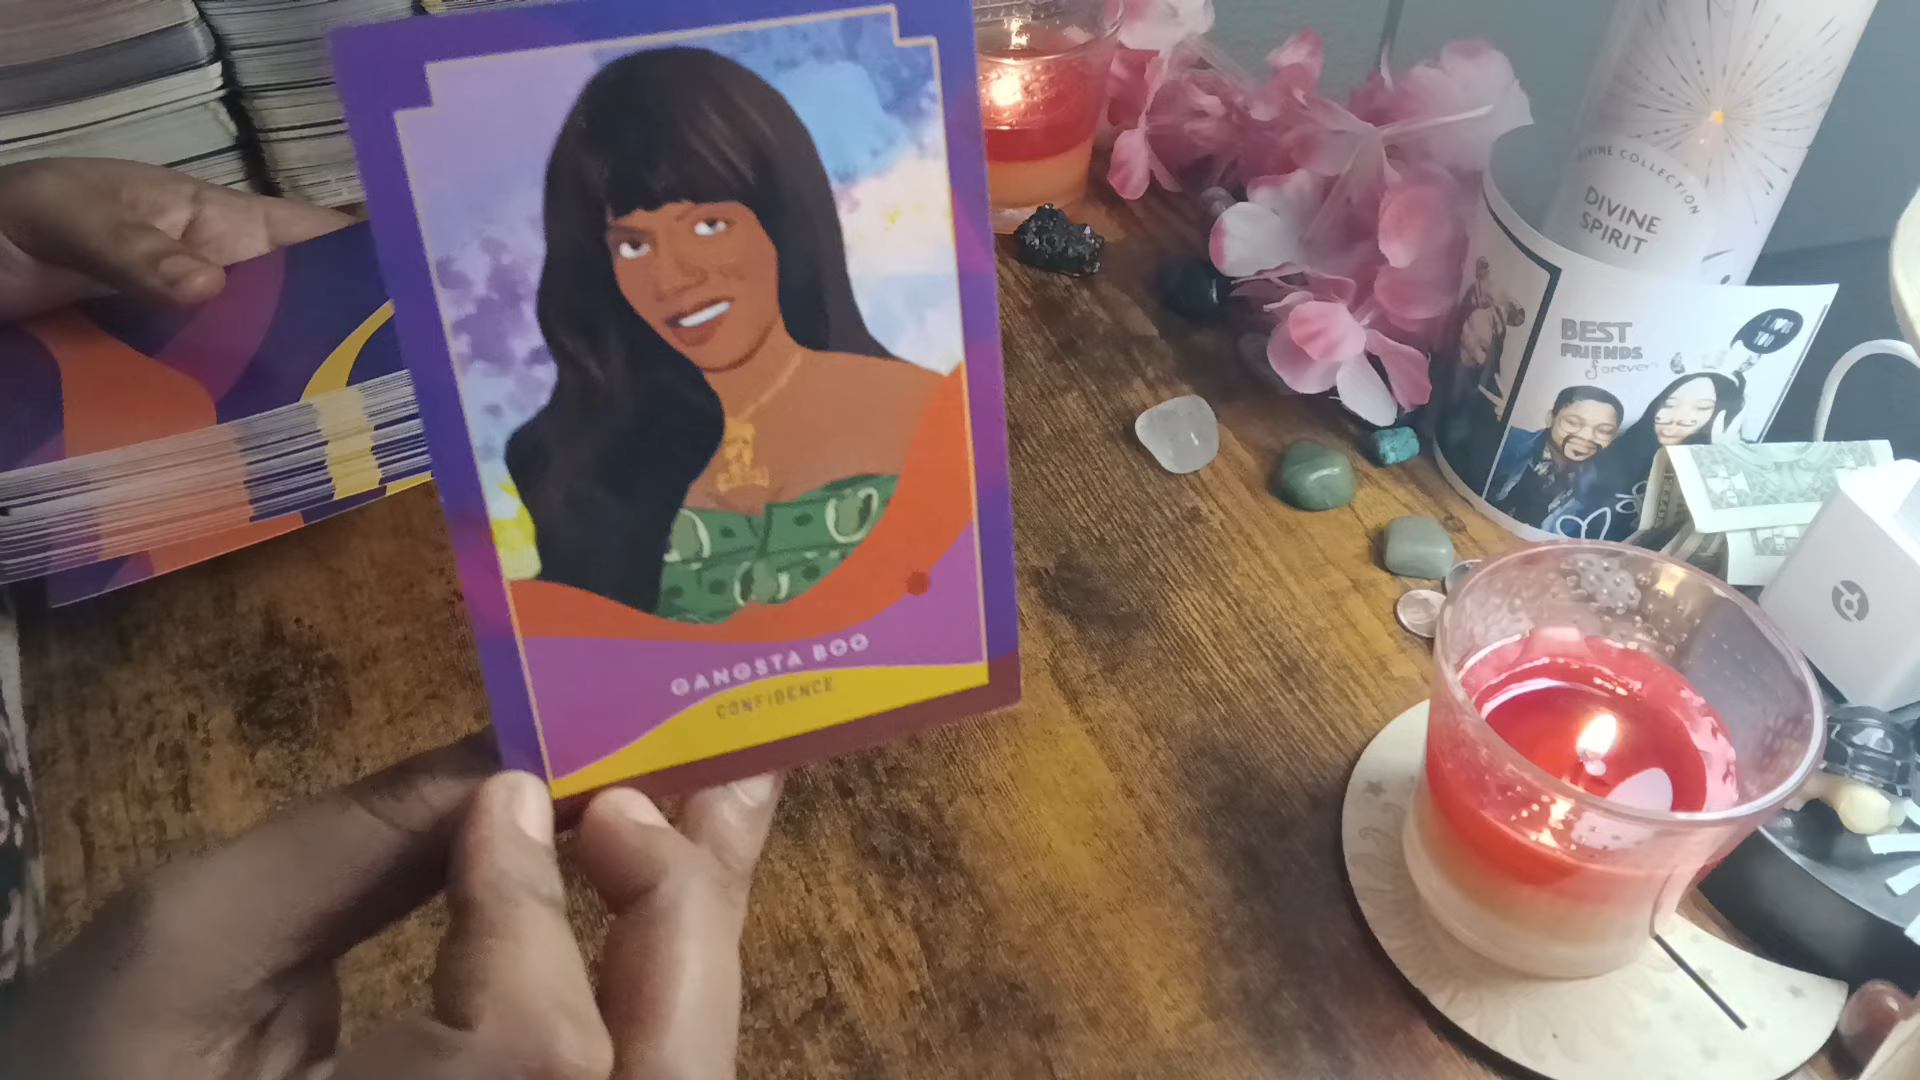 GANGSTA BOO
CONFIDENCE
DIVINE COLLECTION
DIVINE
SPIRIT
BEST
FRIENDS
forever